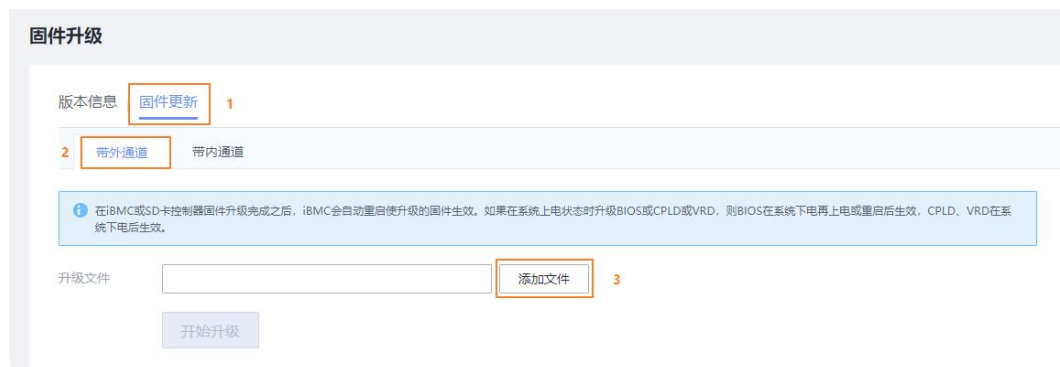 固件升级
版本信息 固件更新 1
2 带外通道 带内通道
在iBMC或SD卡控制器固件升级完成之后，iBMC会自动重启使升级的固件生效。如果在系统上电状态时升级BIOS或CPLD或VRD，则BIOS在系统下电再上电或重启后生效，CPLD、VRD在系
统下电后生效。
升级文件 添加文件 3
开始升级